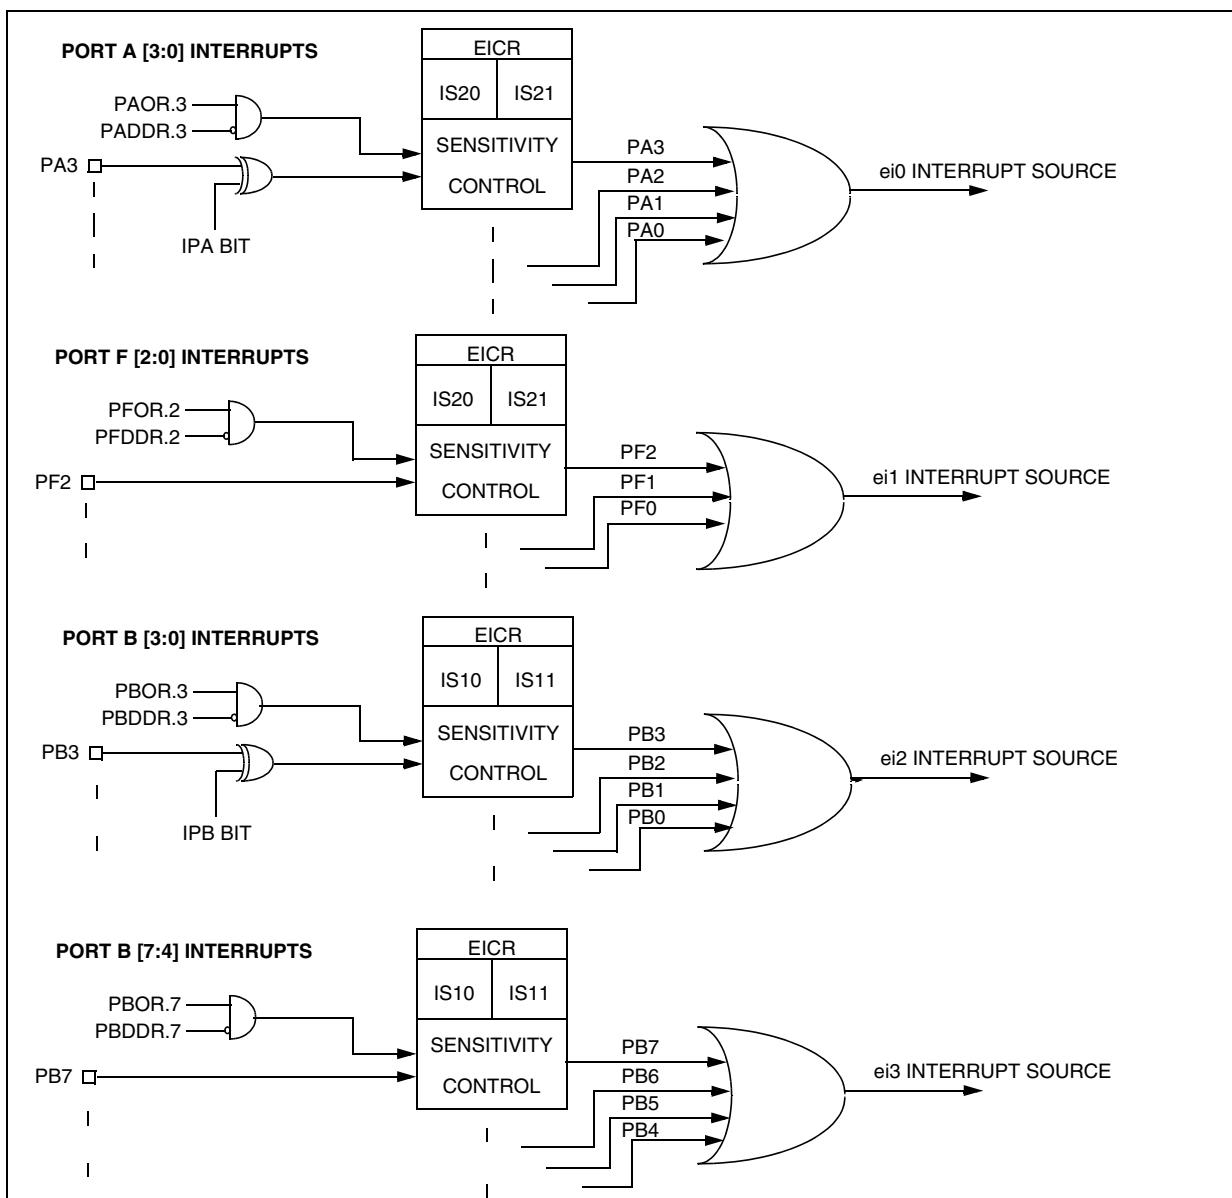 PORT A [3:0] INTERRUPTS
EICR
IS20 IS21
PAOR.3
PADDR.3
SENSITIVITY
CONTROL
PA3
IPA BIT
PA3
PA2
PA1
PA0
ei0 INTERRUPT SOURCE
PORT F [2:0] INTERRUPTS
EICR
IS20 IS21
PFOR.2
PFDDR.2
SENSITIVITY
CONTROL
PF2
PF2
PF1
PF0
ei1 INTERRUPT SOURCE
PORT B [3:0] INTERRUPTS
EICR
IS10 IS11
PBOR.3
PBDDR.3
SENSITIVITY
CONTROL
PB3
IPB BIT
PB3
PB2
PB1
PB0
ei2 INTERRUPT SOURCE
PORT B [7:4] INTERRUPTS
EICR
IS10 IS11
PBOR.7
PBDDR.7
SENSITIVITY
CONTROL
PB7
PB7
PB6
PB5
PB4
ei3 INTERRUPT SOURCE